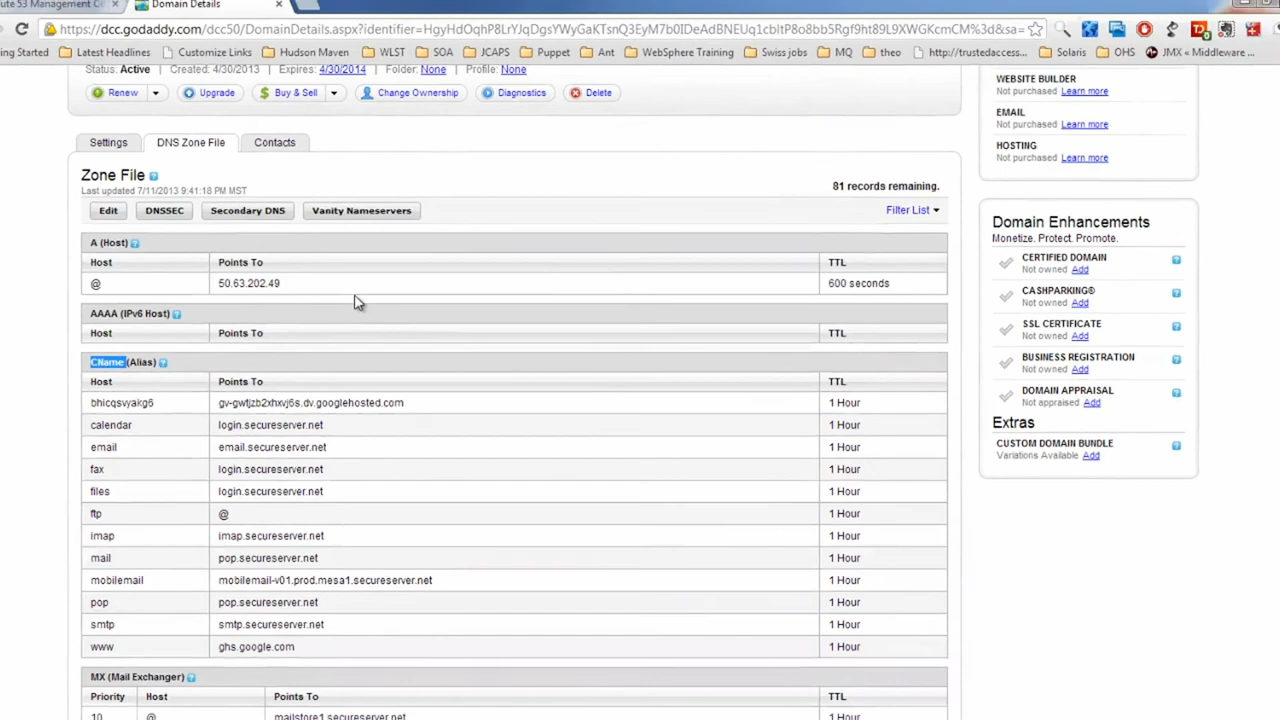 ute 53 Management C
Domain Details
https://dcc.godaddy.com/dcc50/DomainDetails.aspx?identifier=
ing Started Latest Headlines Customize Links Hudson Maven WLST SOA JCAPS Puppet Ant WebSphere Training Swiss jobs MQ theo http://trustedaccess... Solaris OHS JMX « Middleware ...
Status: Active Created: 4/30/2013 Expires: 4/30/2014 Folder: None Profile: None
Renew Upgrade Buy & Sell Change Ownership Diagnostics Delete
Settings DNS Zone File Contacts
Zone File
Last updated 7/11/2013 9:41:18 PM MST
81 records remaining.
Edit DNSSEC Secondary DNS Vanity Nameservers
Filter List
A (Host)
Host Points To TTL
@ 50.63.202.49 600 seconds
AAAA (IPv6 Host)
Host Points To TTL
CName (Alias)
Host Points To TTL
bhicqsvyakg6 gv-gwtjzb2xhxvj6s.dv.googlehosted.com 1 Hour
calendar login.secureserver.net 1 Hour
email email.secureserver.net 1 Hour
fax login.secureserver.net 1 Hour
files login.secureserver.net 1 Hour
ftp @ 1 Hour
imap imap.secureserver.net 1 Hour
mail pop.secureserver.net 1 Hour
mobilemail mobilemail-v01.prod.mesa1.secureserver.net 1 Hour
pop pop.secureserver.net 1 Hour
smtp smtp.secureserver.net 1 Hour
www ghs.google.com 1 Hour
MX (Mail Exchanger)
Priority Host Points To TTL
10 @ mailstore1.secureserver.net 1 Hour
WEBSITE BUILDER
Not purchased Learn more
EMAIL
Not purchased Learn more
HOSTING
Not purchased Learn more
Domain Enhancements
Monetize. Protect. Promote.
CERTIFIED DOMAIN
Not owned Add
CASHPARKING®
Not owned Add
SSL CERTIFICATE
Not owned Add
BUSINESS REGISTRATION
Not owned Add
DOMAIN APPRAISAL
Not appraised Add
Extras
CUSTOM DOMAIN BUNDLE
Variations Available Add